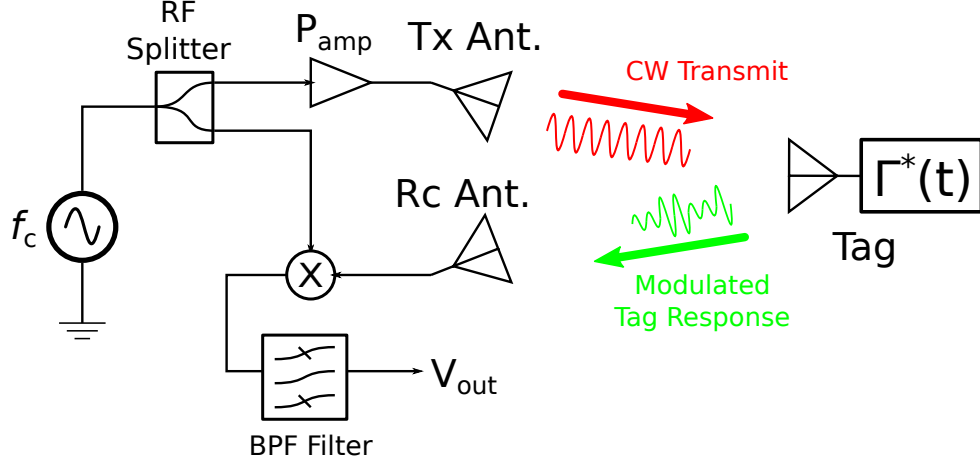 RF
Splitter
P_amp
Tx Ant.
CW Transmit
Γ*(t)
Tag
f_c
Rc Ant.
X
Modulated
Tag Response
V_out
BPF Filter